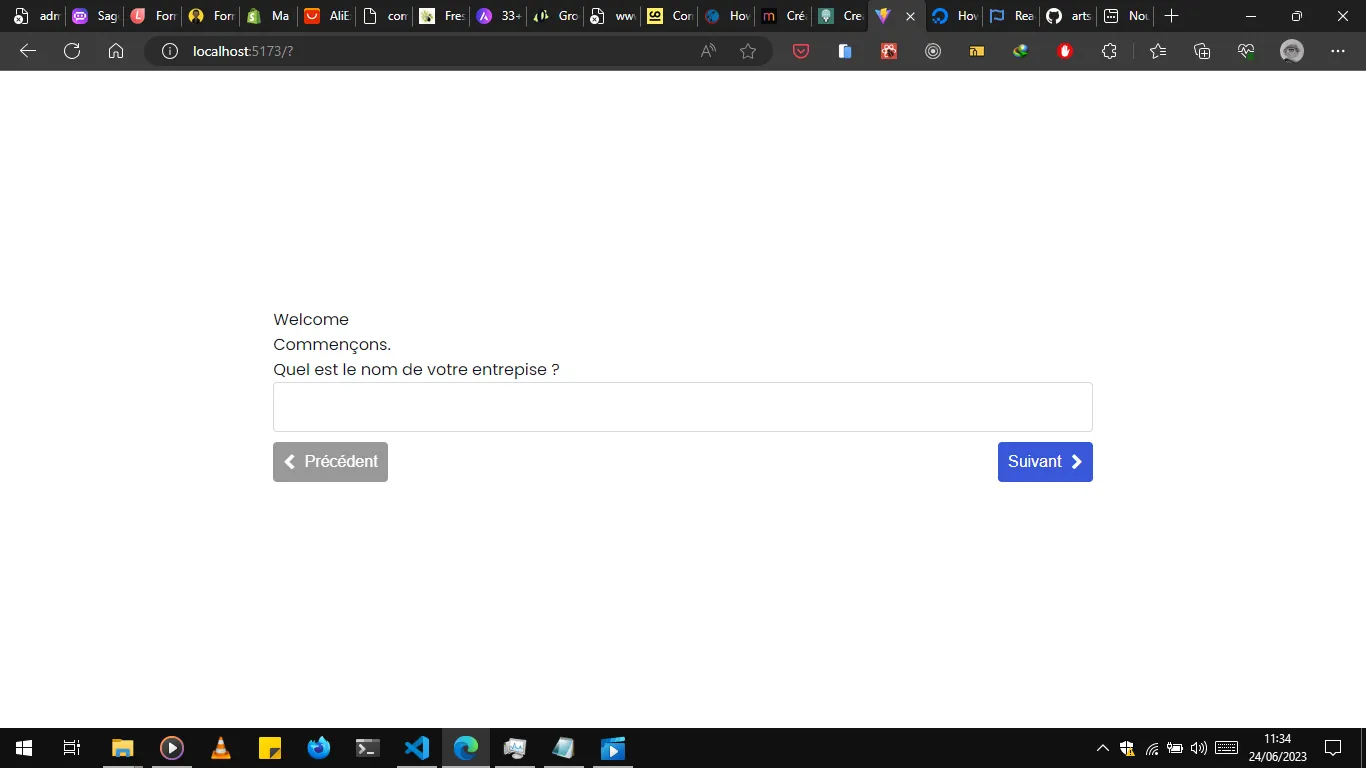 adr
Sag
For
For
Ma
AliE
cor
Fre
33+
Gro
ww
Cor
Hov
Cré
Cre
Hov
Rea
arts
Nou
localhost:5173/?
Welcome
Commençons.
Quel est le nom de votre entrepise ?
Précédent
Suivant
11:34
24/06/2023